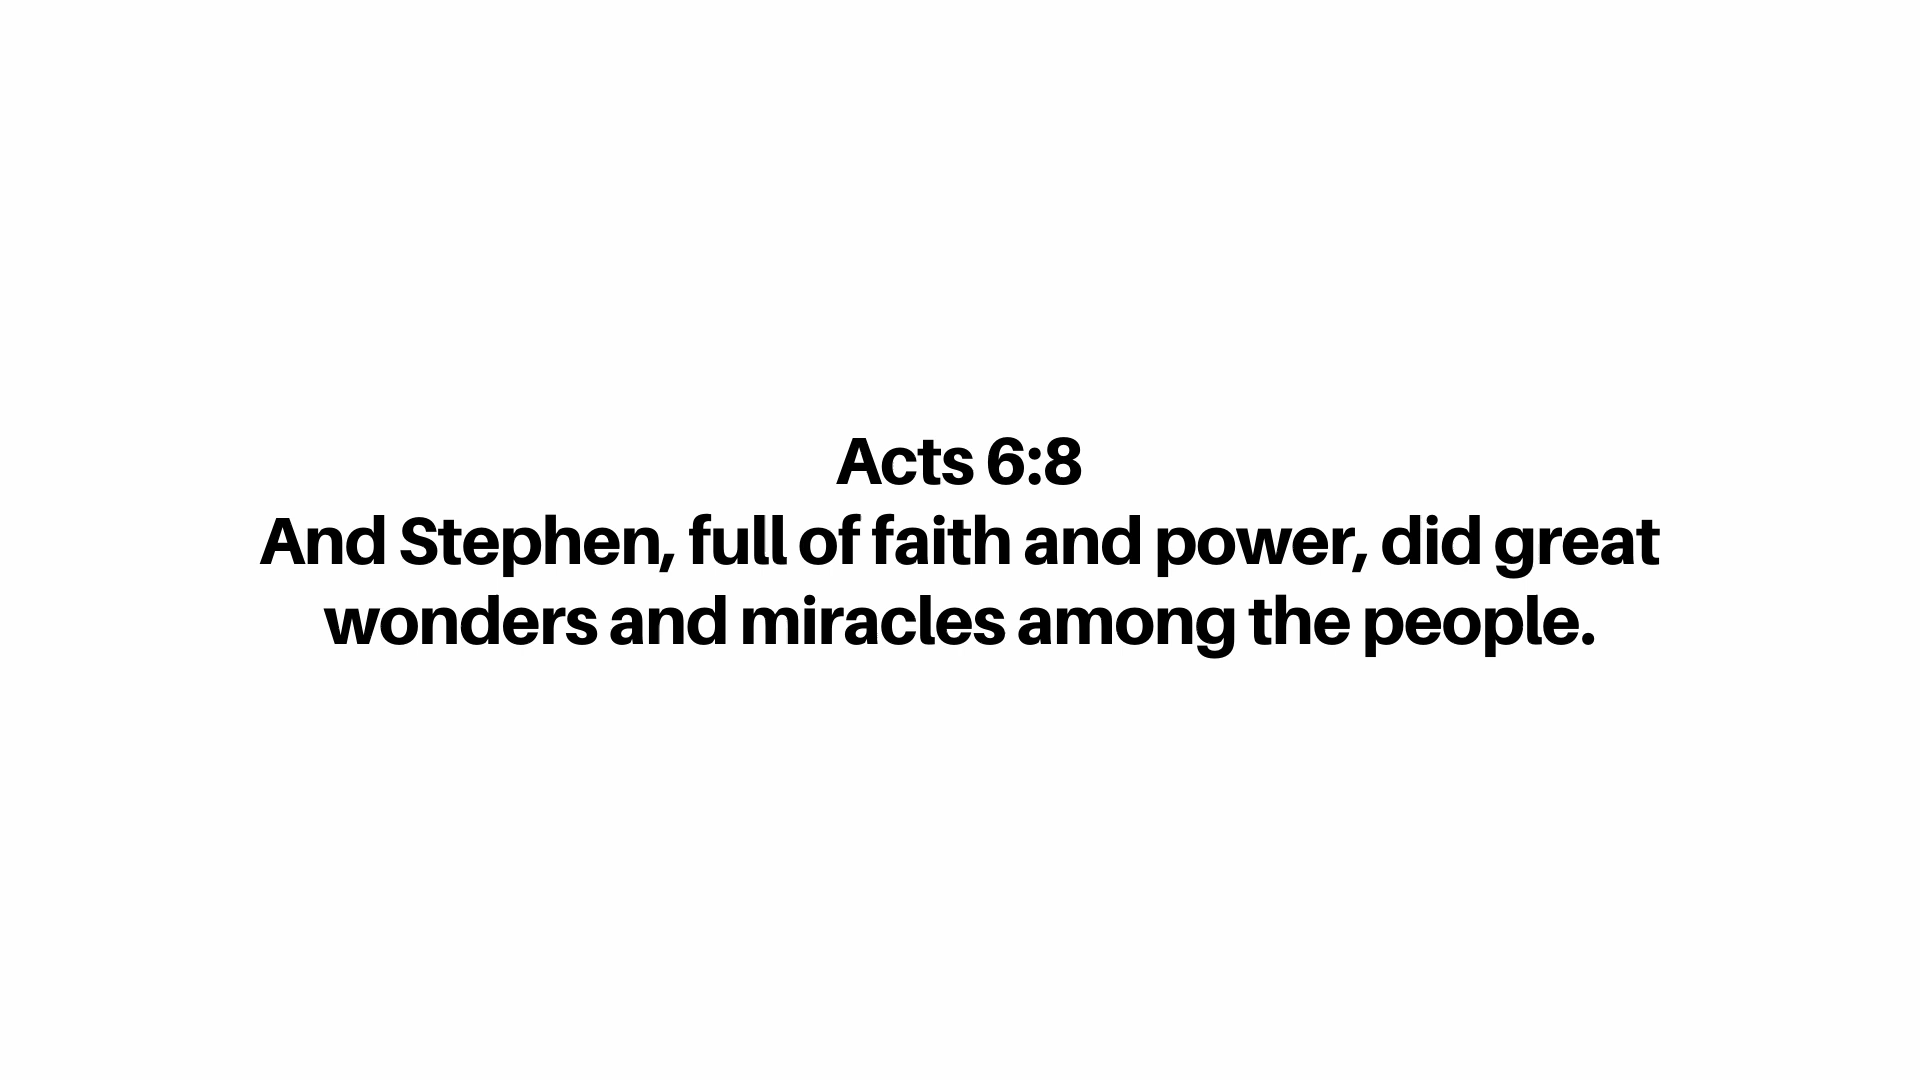 Acts 6:8
And Stephen, full of faith and power, did great
wonders and miracles among the people.